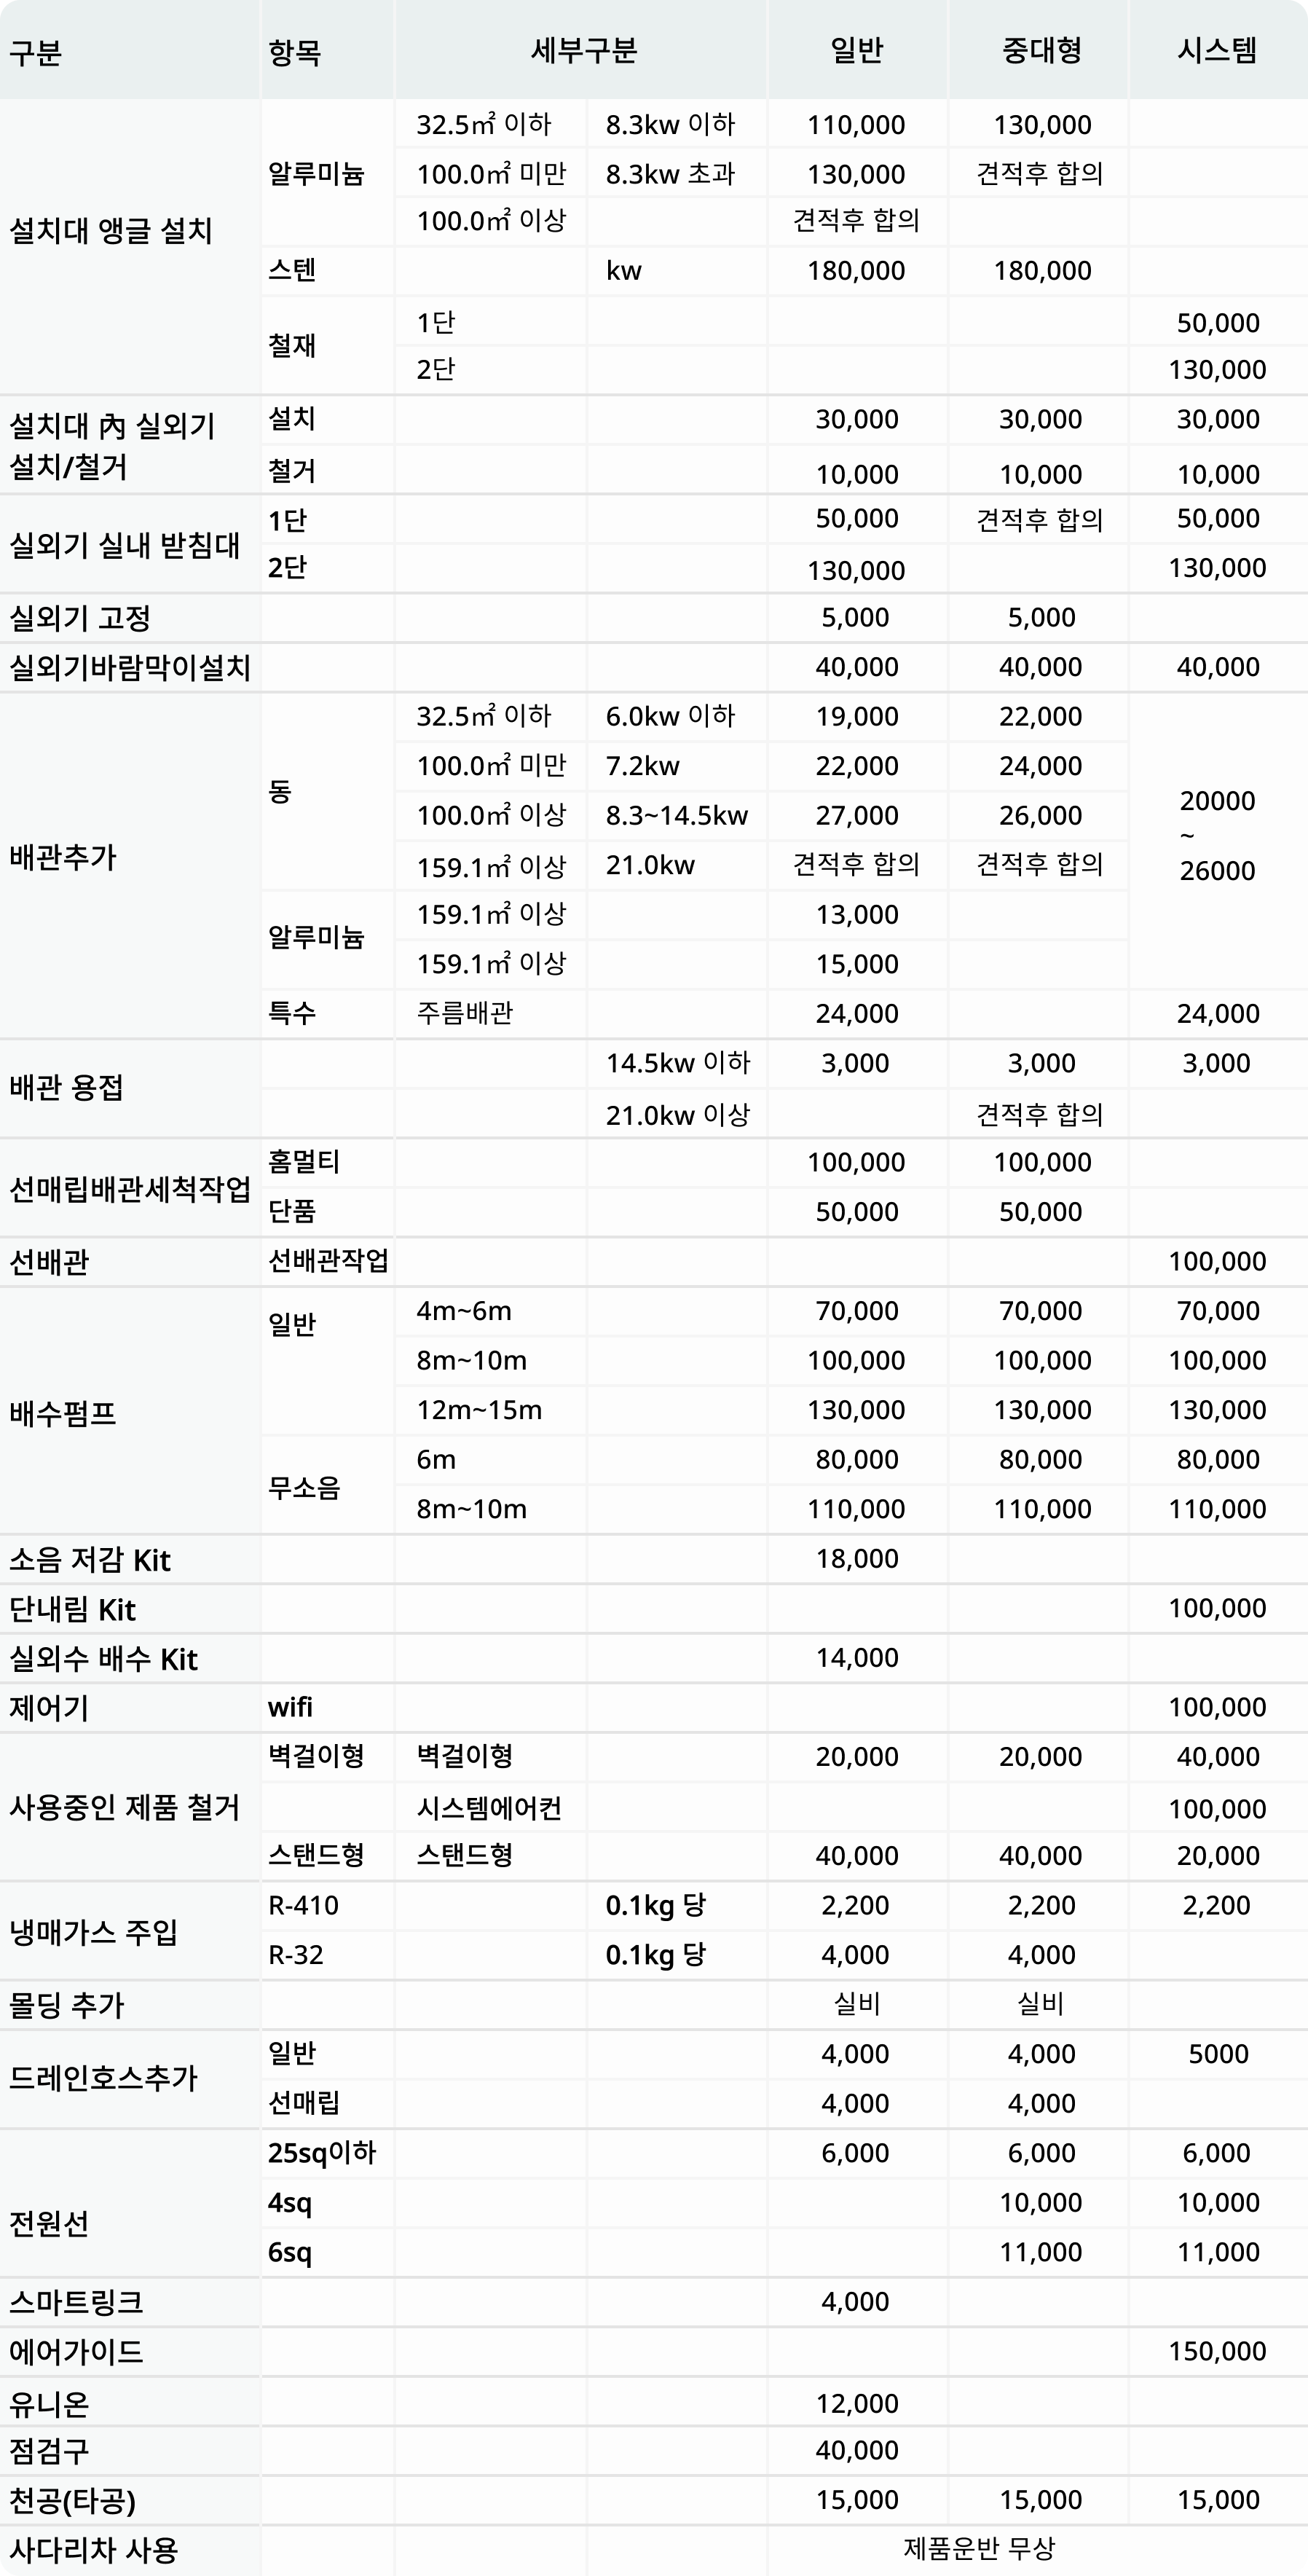 구분 항목 세부구분 일반 중대형 시스템
설치대 앵글 설치 알루미늄 32.5㎡ 이하 8.3kw 이하 110,000 130,000
100.0㎡ 미만 8.3kw 초과 130,000 견적후 합의
100.0㎡ 이상 견적후 합의
스텐 kw 180,000 180,000
철재 1단 50,000
2단 130,000
설치대 內 실외기
설치/철거
설치 30,000 30,000 30,000
철거 10,000 10,000 10,000
실외기 실내 받침대 1단 50,000 견적후 합의 50,000
2단 130,000 130,000
실외기 고정 5,000 5,000
실외기바람막이설치 40,000 40,000 40,000
배관추가 동 32.5㎡ 이하 6.0kw 이하 19,000 22,000
100.0㎡ 미만 7.2kw 22,000 24,000
100.0㎡ 이상 8.3~14.5kw 27,000 26,000
159.1㎡ 이상 21.0kw 견적후 합의 견적후 합의
20000
~
26000
알루미늄 159.1㎡ 이상 13,000
159.1㎡ 이상 15,000
특수 주름배관 24,000 24,000
배관 용접 14.5kw 이하 3,000 3,000 3,000
21.0kw 이상 견적후 합의
선매립배관세척작업 홈멀티 100,000 100,000
단품 50,000 50,000
선배관 선배관작업 100,000
배수펌프 일반 4m~6m 70,000 70,000 70,000
8m~10m 100,000 100,000 100,000
12m~15m 130,000 130,000 130,000
무소음 6m 80,000 80,000 80,000
8m~10m 110,000 110,000 110,000
소음 저감 Kit 18,000
단내림 Kit 100,000
실외수 배수 Kit 14,000
제어기 wifi 100,000
사용중인 제품 철거 벽걸이형 벽걸이형 20,000 20,000 40,000
시스템에어컨 100,000
스탠드형 스탠드형 40,000 40,000 20,000
냉매가스 주입 R-410 0.1kg 당 2,200 2,200 2,200
R-32 0.1kg 당 4,000 4,000
몰딩 추가 실비 실비
드레인호스추가 일반 4,000 4,000 5000
선매립 4,000 4,000
전원선 25sq이하 6,000 6,000 6,000
4sq 10,000 10,000
6sq 11,000 11,000
스마트링크 4,000
에어가이드 150,000
유니온 12,000
점검구 40,000
천공(타공) 15,000 15,000 15,000
사다리차 사용 제품운반 무상